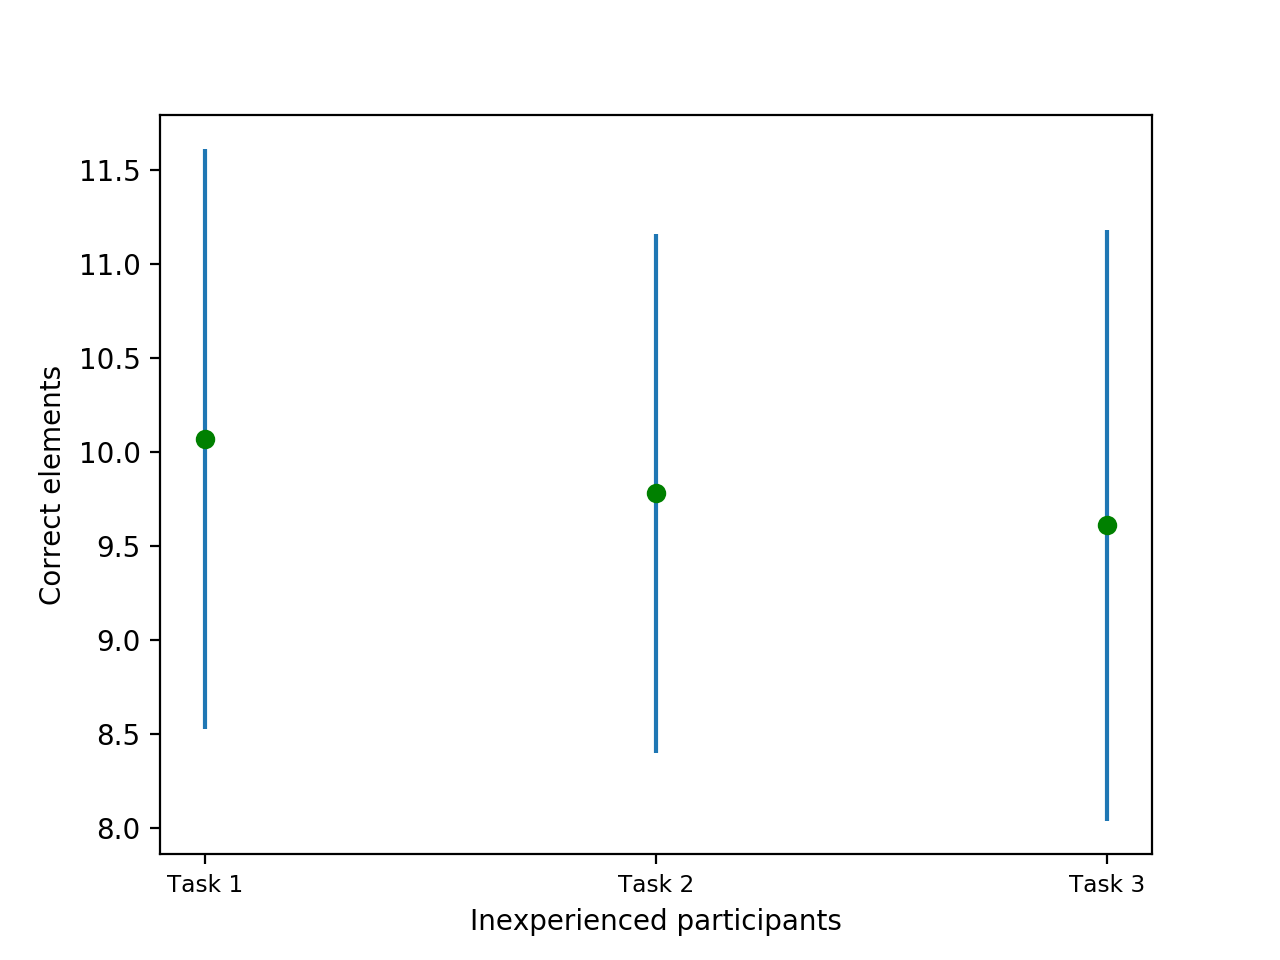 11.5
11.0
10.5
10.0
9.5
9.0
8.5
8.0
Correct elements
Task 1
Task 2
Task 3
Inexperienced participants